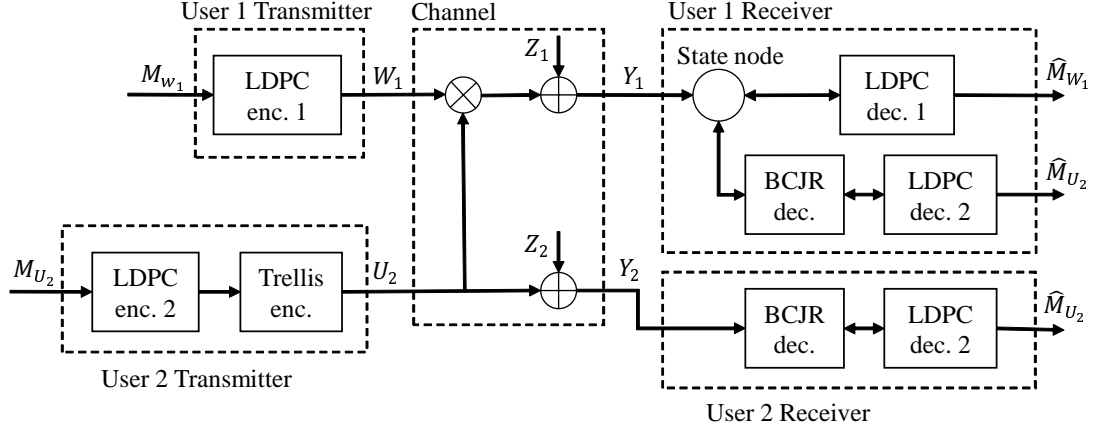 User 1 Transmitter
Channel
User 1 Receiver
M_{w_1}
LDPC
enc. 1
W_1
Z_1
Y_1
State node
LDPC
dec. 1
\hat{M}_{W_1}
BCJR
dec.
LDPC
dec. 2
\hat{M}_{U_2}
M_{U_2}
LDPC
enc. 2
Trellis
enc.
U_2
Z_2
Y_2
BCJR
dec.
LDPC
dec. 2
\hat{M}_{U_2}
User 2 Transmitter
User 2 Receiver